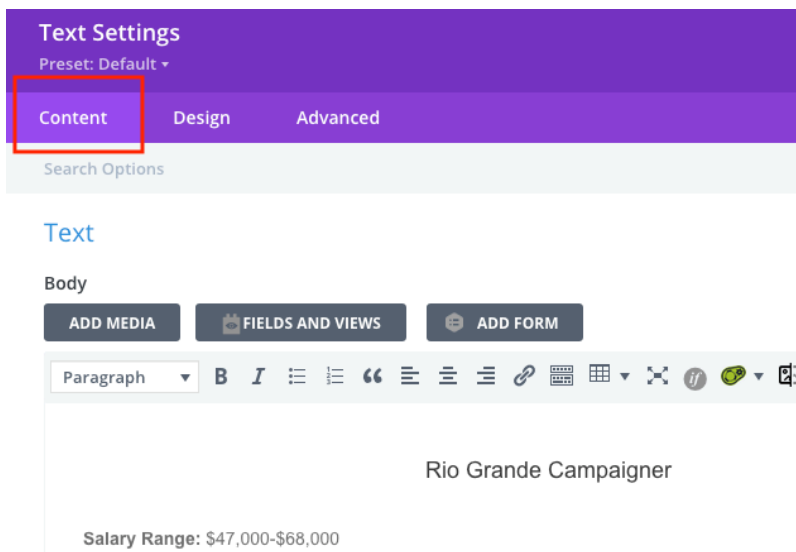 Text Settings
Preset: Default
Content Design Advanced
Search Options
Text
Body
ADD MEDIA FIELDS AND VIEWS ADD FORM
Paragraph B I if
Rio Grande Campaigner
Salary Range: $47,000-$68,000